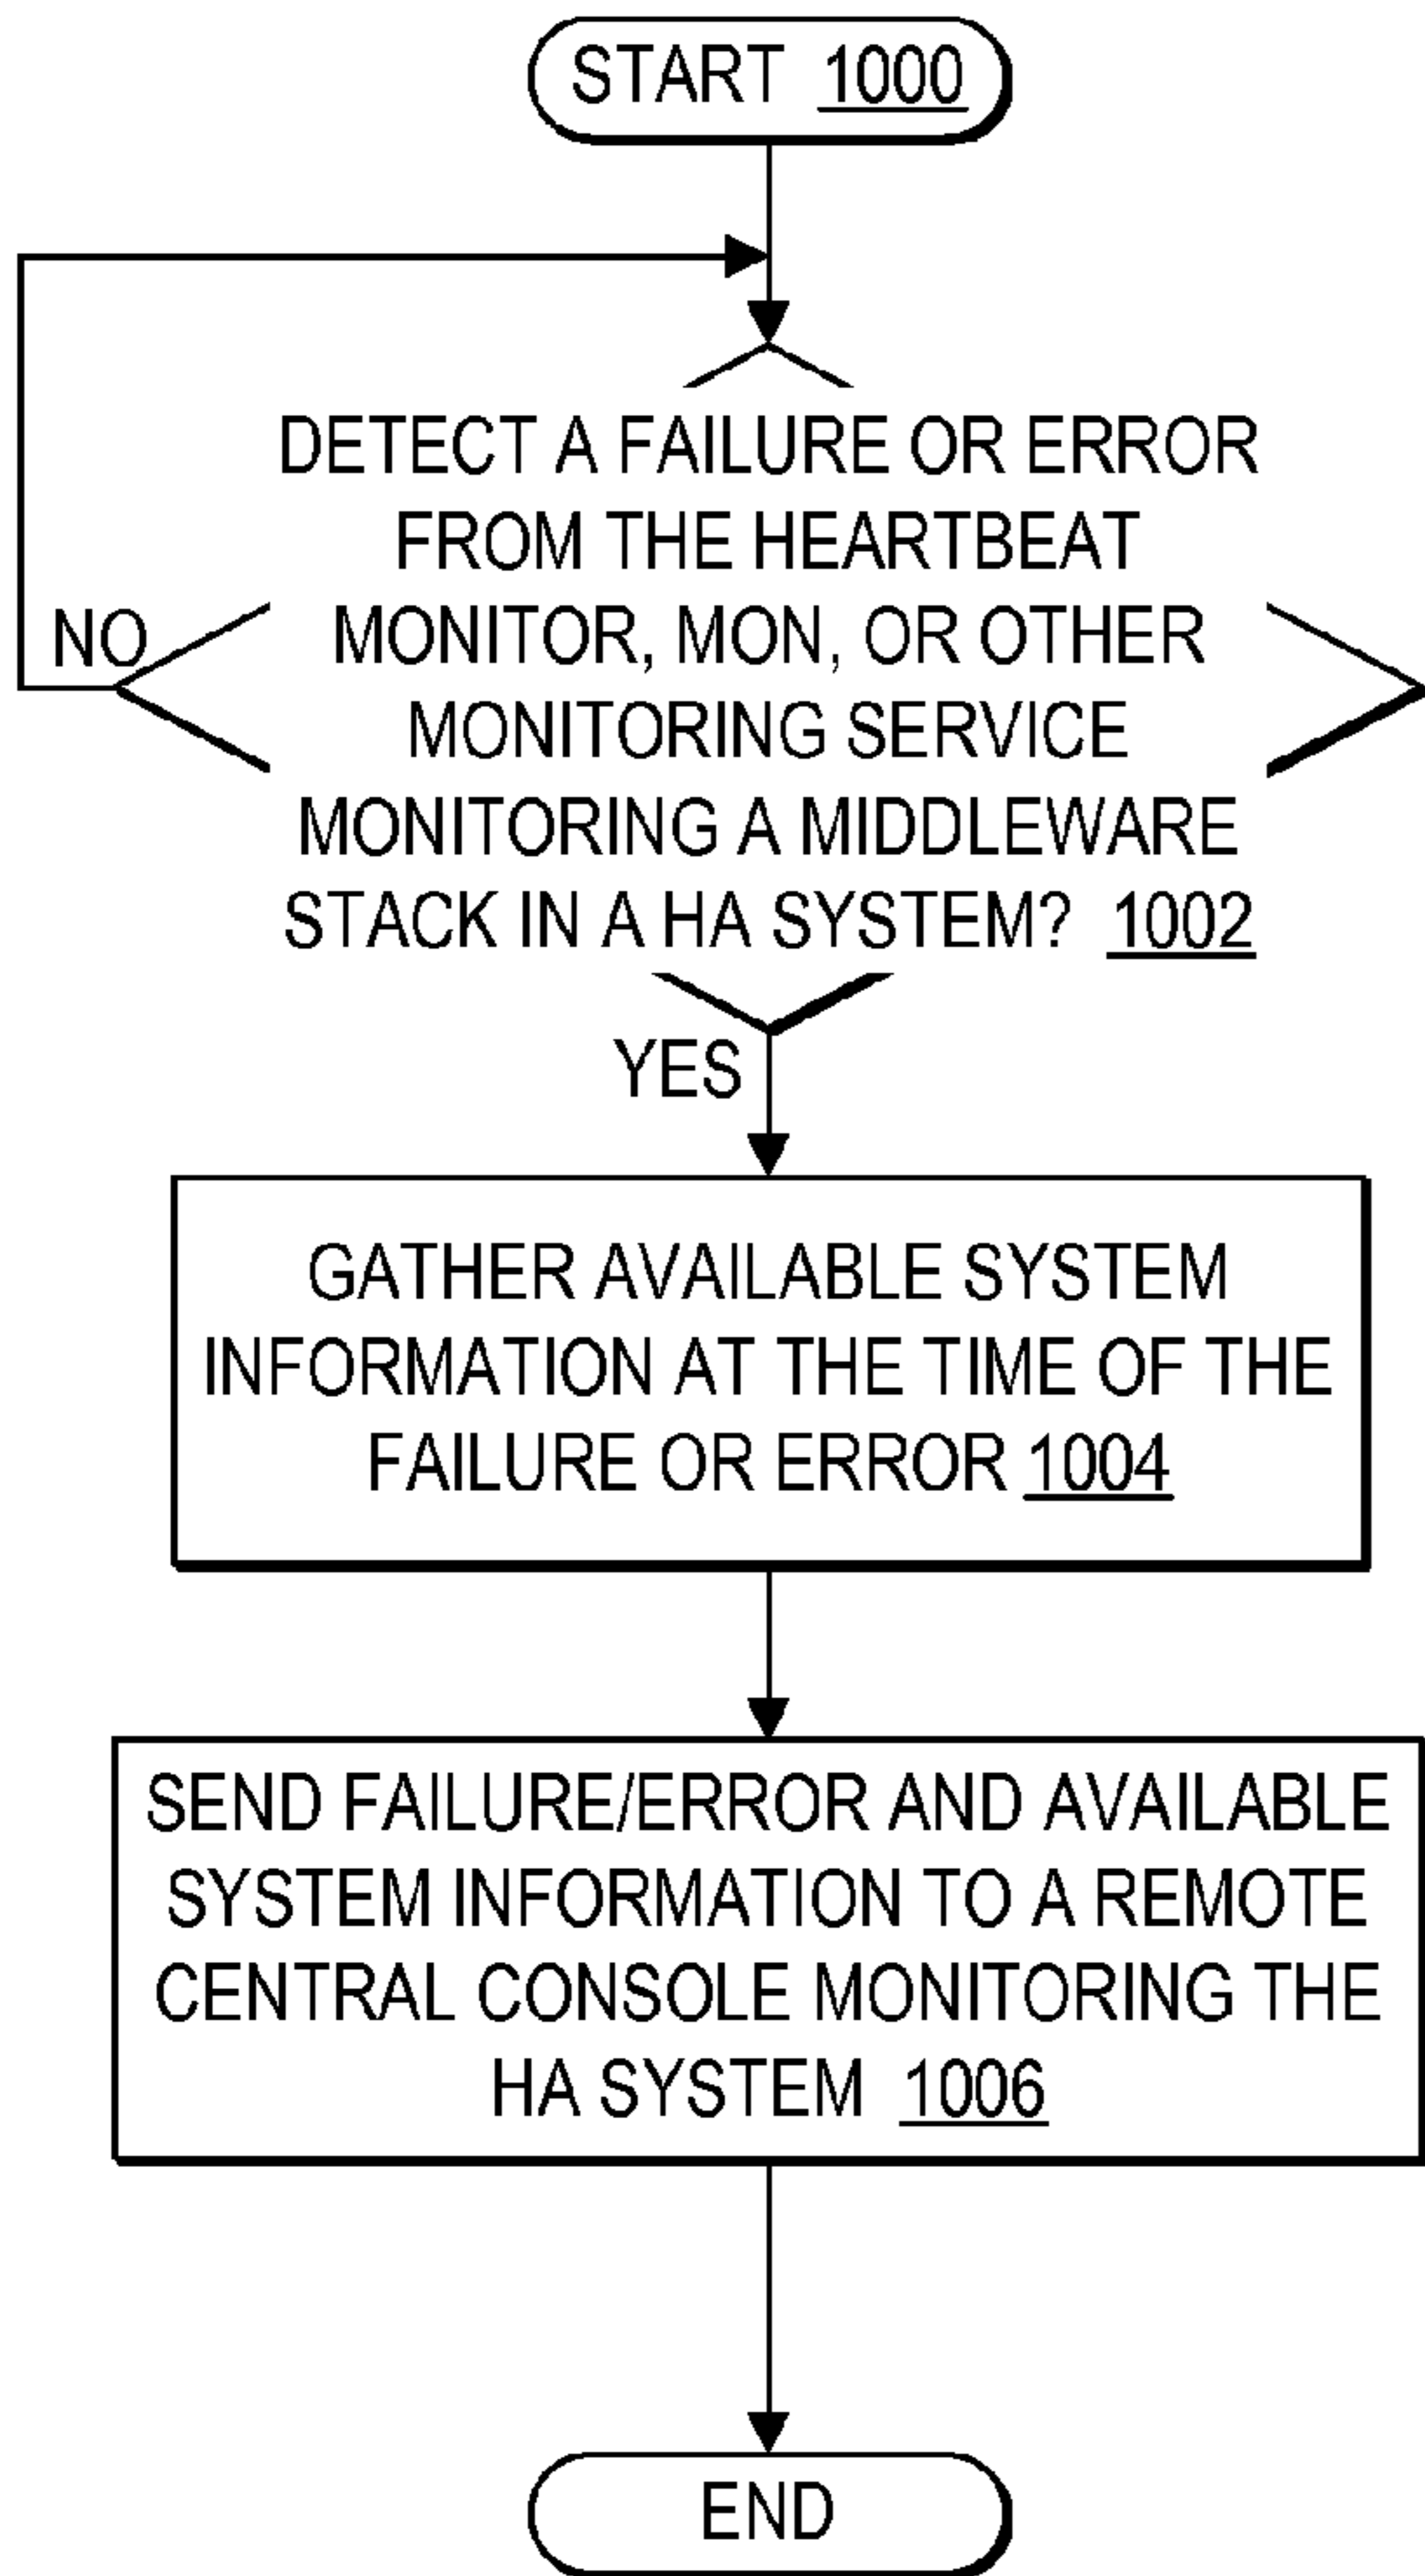 START 1000
DETECT A FAILURE OR ERROR
FROM THE HEARTBEAT
NO
MONITOR, MON, OR OTHER
MONITORING SERVICE
MONITORING A MIDDLEWARE
STACK IN A HA SYSTEM? 1002
YES
GATHER AVAILABLE SYSTEM
INFORMATION AT THE TIME OF THE
FAILURE OR ERROR 1004
SEND FAILURE/ERROR AND AVAILABLE
SYSTEM INFORMATION TO A REMOTE
CENTRAL CONSOLE MONITORING THE
HA SYSTEM 1006
END